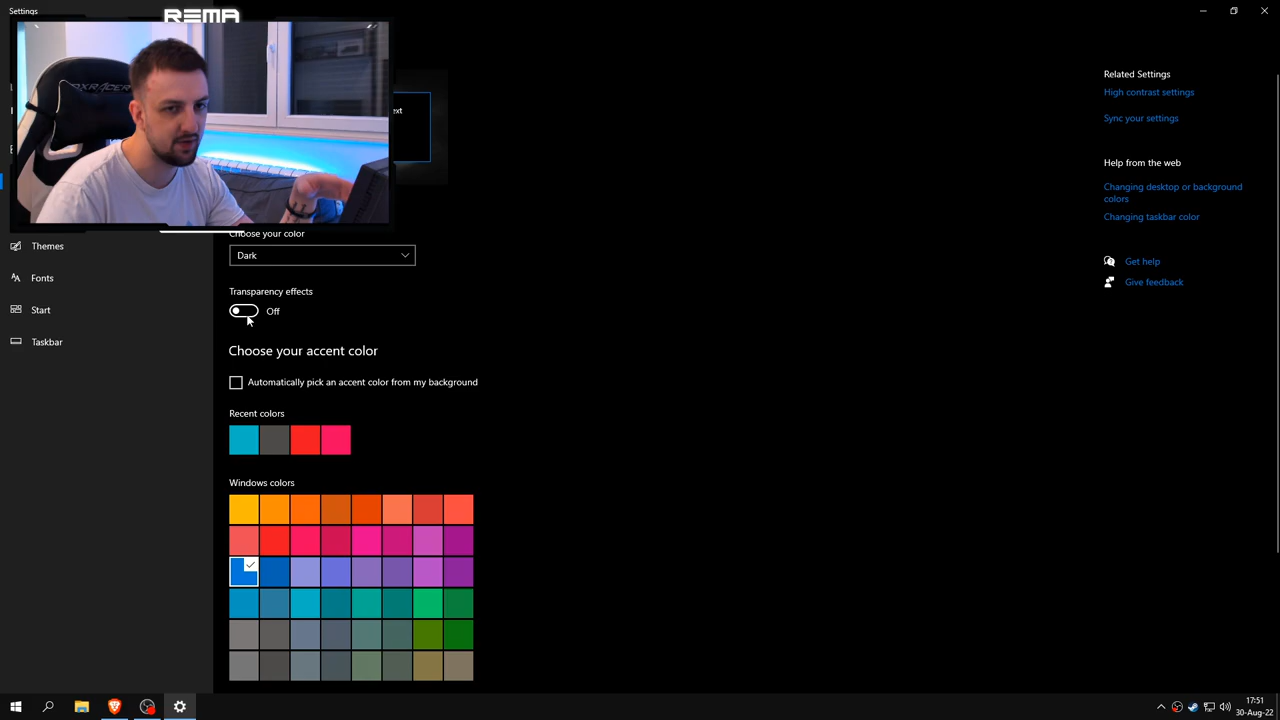 Settings
REMA
DXRACER
ext
Choose your color
Dark
Themes
Fonts
Start
Taskbar
Transparency effects
Off
Choose your accent color
Automatically pick an accent color from my background
Recent colors
Windows colors
Related Settings
High contrast settings
Sync your settings
Help from the web
Changing desktop or background
colors
Changing taskbar color
Get help
Give feedback
17:51
30-Aug-22